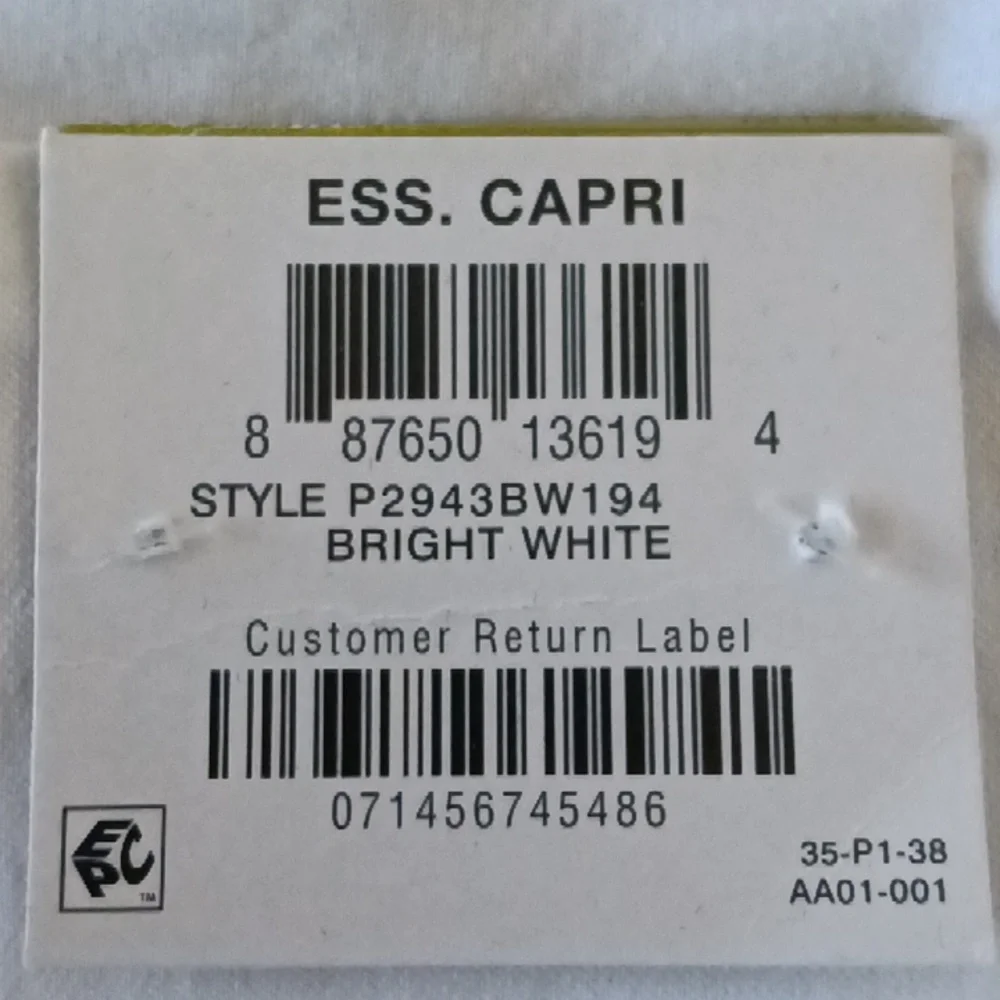 ESS. CAPRI
8 87650 13619 4
STYLE P2943BW194
BRIGHT WHITE
Customer Return Label
071456745486
EPC
TM
35-P1-38
AA01-001